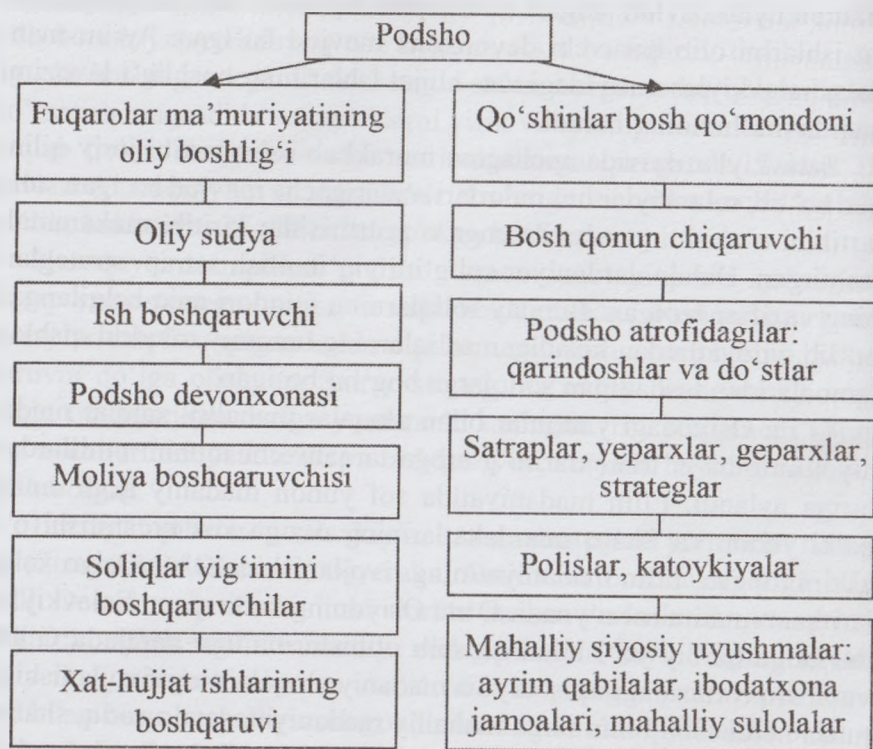 Podsho
Fuqarolar ma’muriyatining
oliy boshlig‘i
Oliy sudya
Ish boshqaruvchi
Podsho devonxonasi
Moliya boshqaruvchisi
Soliqlar yig‘imini
boshqaruvchilar
Xat-hujjat ishlarining
boshqaruvi
Qo‘shinlar bosh qo‘mondoni
Bosh qonun chiqaruvchi
Podsho atrofidagilar:
qarindoshlar va do‘stlar
Satraplar, yeparxlar, geparxlar,
strateglar
Polislar, katoykiyalar
Mahalliy siyosiy uyushmalar:
ayrim qabilalar, ibodatxona
jamoalari, mahalliy sulolalar